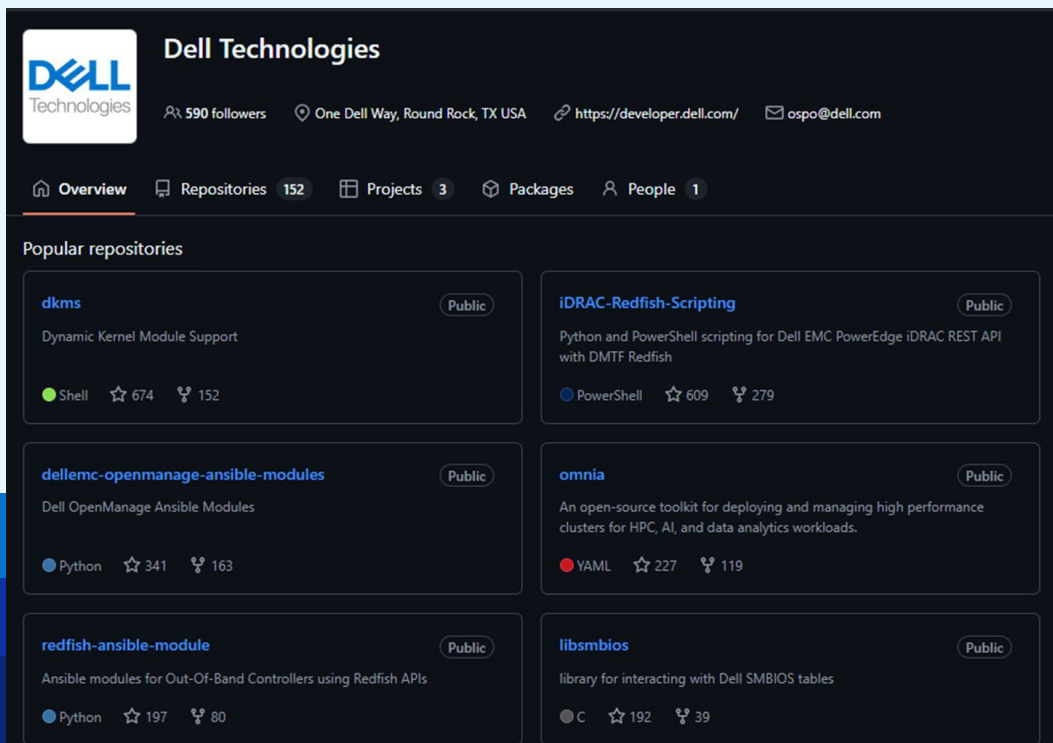 DELL
Technologies
Dell Technologies
590 followers One Dell Way, Round Rock, TX USA https://developer.dell.com/ ospo@dell.com
Overview Repositories 152 Projects 3 Packages People 1
Popular repositories
dkms Public
Dynamic Kernel Module Support
Shell 674 152
iDRAC-Redfish-Scripting Public
Python and PowerShell scripting for Dell EMC PowerEdge iDRAC REST API
with DMTF Redfish
PowerShell 609 279
dellemc-openmanage-ansible-modules Public
Dell OpenManage Ansible Modules
Python 341 163
omnia Public
An open-source toolkit for deploying and managing high performance
clusters for HPC, AI, and data analytics workloads.
YAML 227 119
redfish-ansible-module Public
Ansible modules for Out-Of-Band Controllers using Redfish APIs
Python 197 80
libsmbios Public
library for interacting with Dell SMBIOS tables
C 192 39